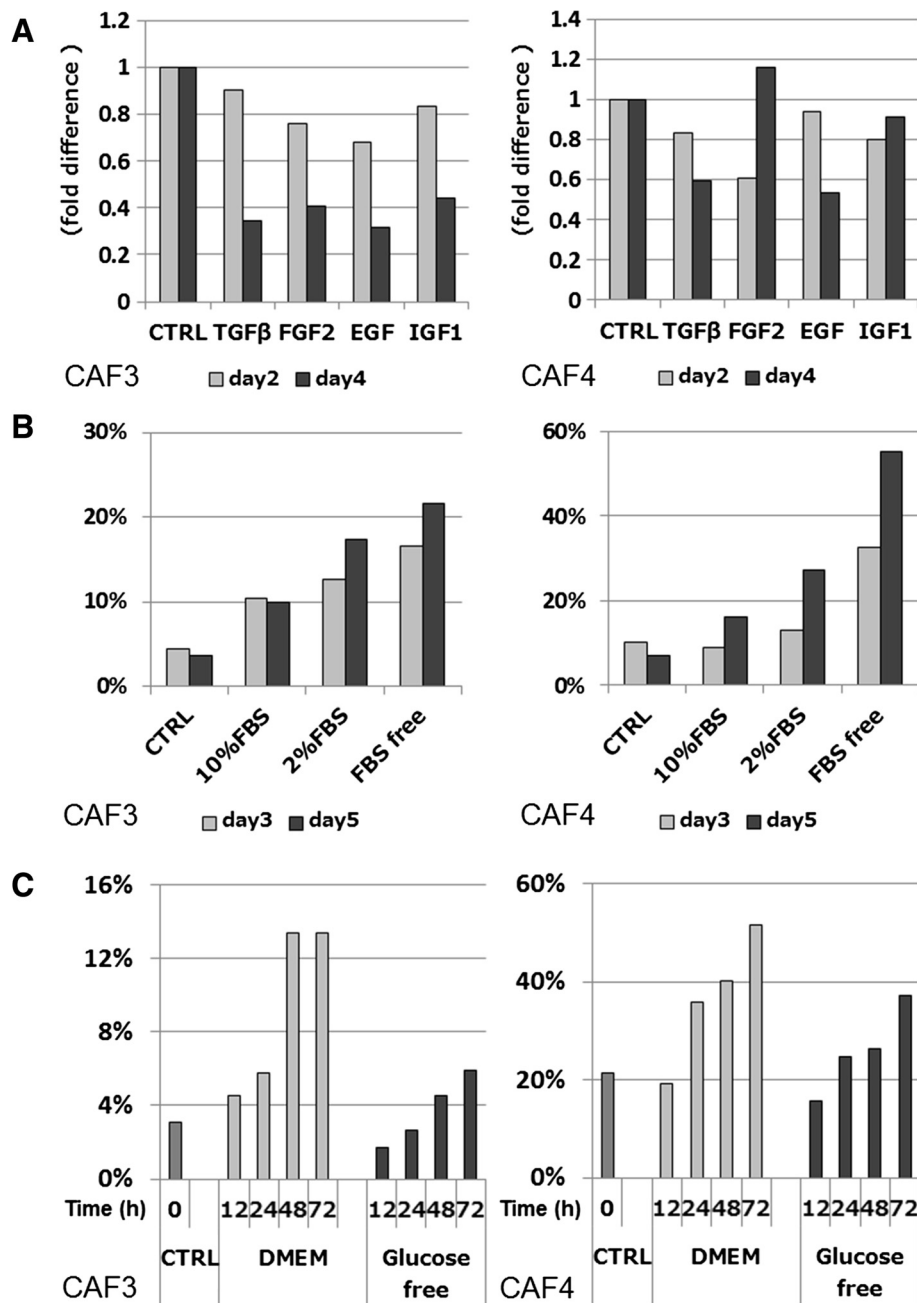 A
(fold difference )
1.2
1
0.8
0.6
0.4
0.2
0
CTRL TGFβ FGF2 EGF IGF1
CAF3 day2 day4
(fold difference )
1.4
1.2
1
0.8
0.6
0.4
0.2
0
CTRL TGFβ FGF2 EGF IGF1
CAF4 day2 day4
B
30%
20%
10%
0%
CTRL 10%FBS 2%FBS FBS free
CAF3 day3 day5
60%
40%
20%
0%
CTRL 10%FBS 2%FBS FBS free
CAF4 day3 day5
C
16%
12%
8%
4%
0%
Time (h) 0 12 24 48 72 12 24 48 72
CTRL DMEM Glucose
free
CAF3
60%
40%
20%
0%
Time (h) 0 12 24 48 72 12 24 48 72
CTRL DMEM Glucose
free
CAF4